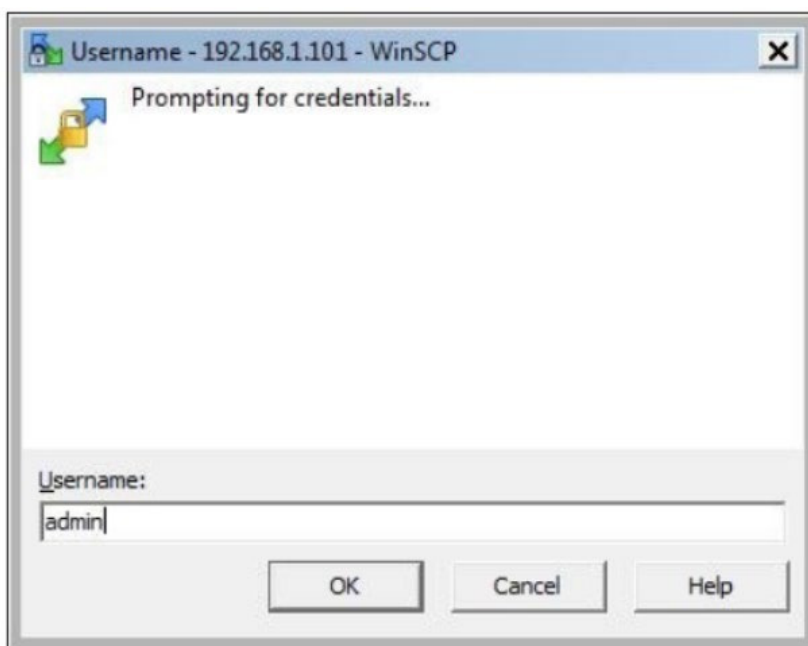 Username - 192.168.1.101 - WinSCP
Prompting for credentials...
Username:
admin
OK Cancel Help